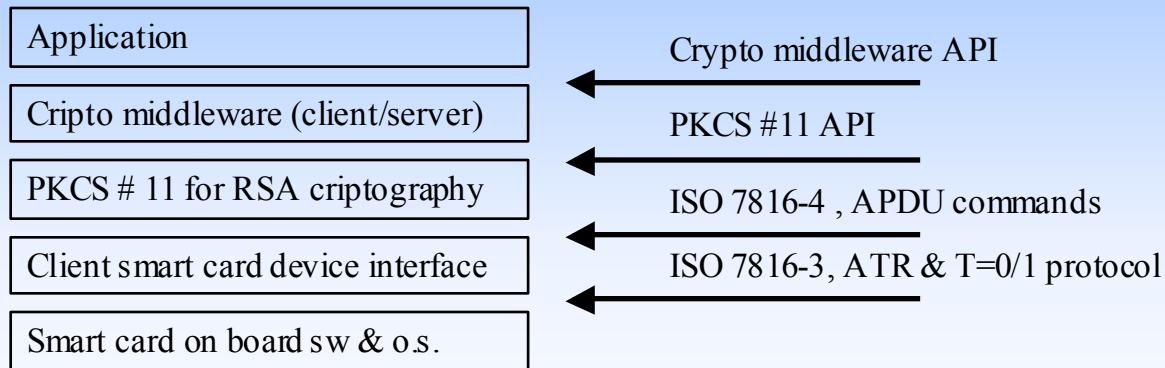 Application
Crypto middleware API
Cripto middleware (client/server)
PKCS #11 API
PKCS # 11 for RSA criptography
ISO 7816-4 , APDU commands
Client smart card device interface
ISO 7816-3, ATR & T=0/1 protocol
Smart card on board sw & o.s.